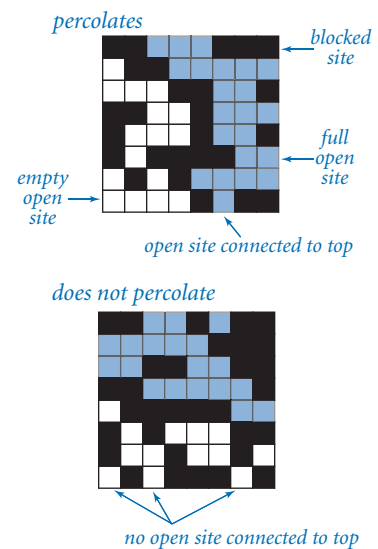 percolates
blocked
site
full
open
site
empty
open
site
open site connected to top
does not percolate
no open site connected to top